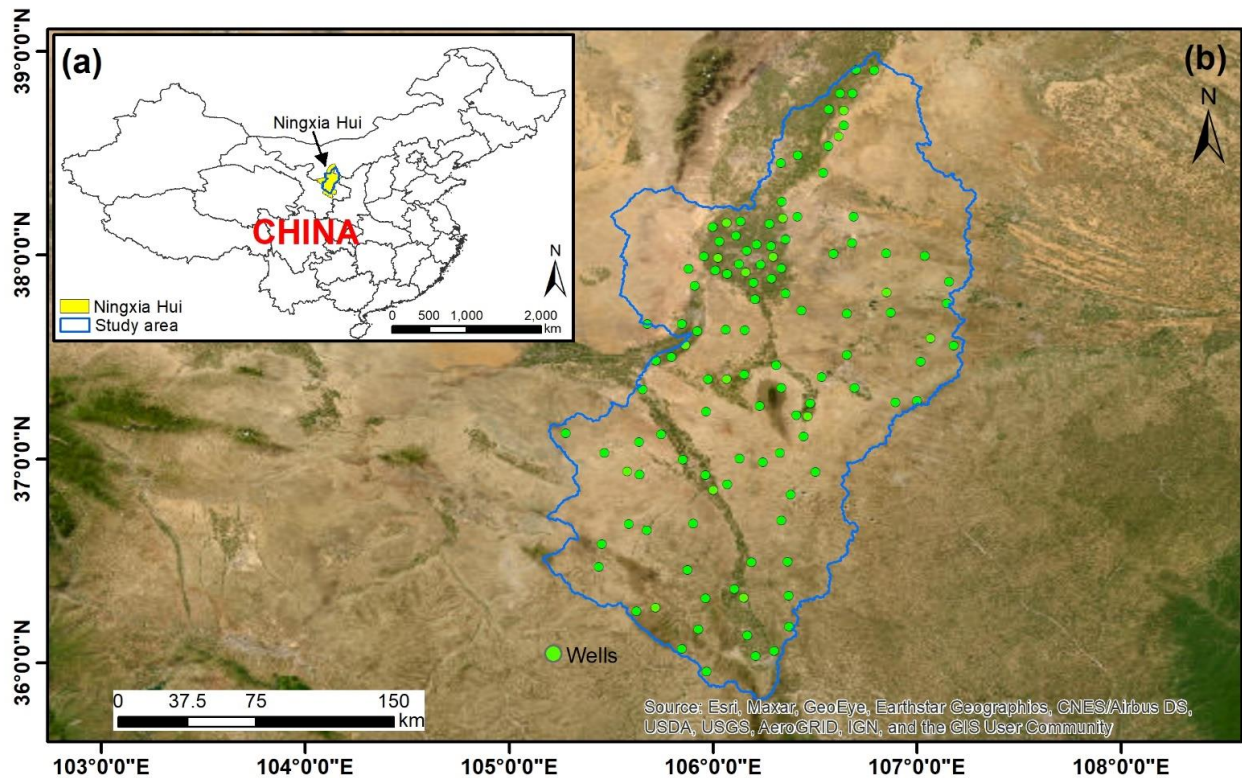 (a)
Ningxia Hui
CHINA
N
Ningxia Hui
Study area
0 500 1,000 2,000
km
(b)
N
Wells
0 37.5 75 150
km
Source: Esri, Maxar, GeoEye, Earthstar Geographics, CNES/Airbus DS,
USDA, USGS, AeroGRID, IGN, and the GIS User Community
39°0'0"N
38°0'0"N
37°0'0"N
36°0'0"N
103°0'0"E 104°0'0"E 105°0'0"E 106°0'0"E 107°0'0"E 108°0'0"E